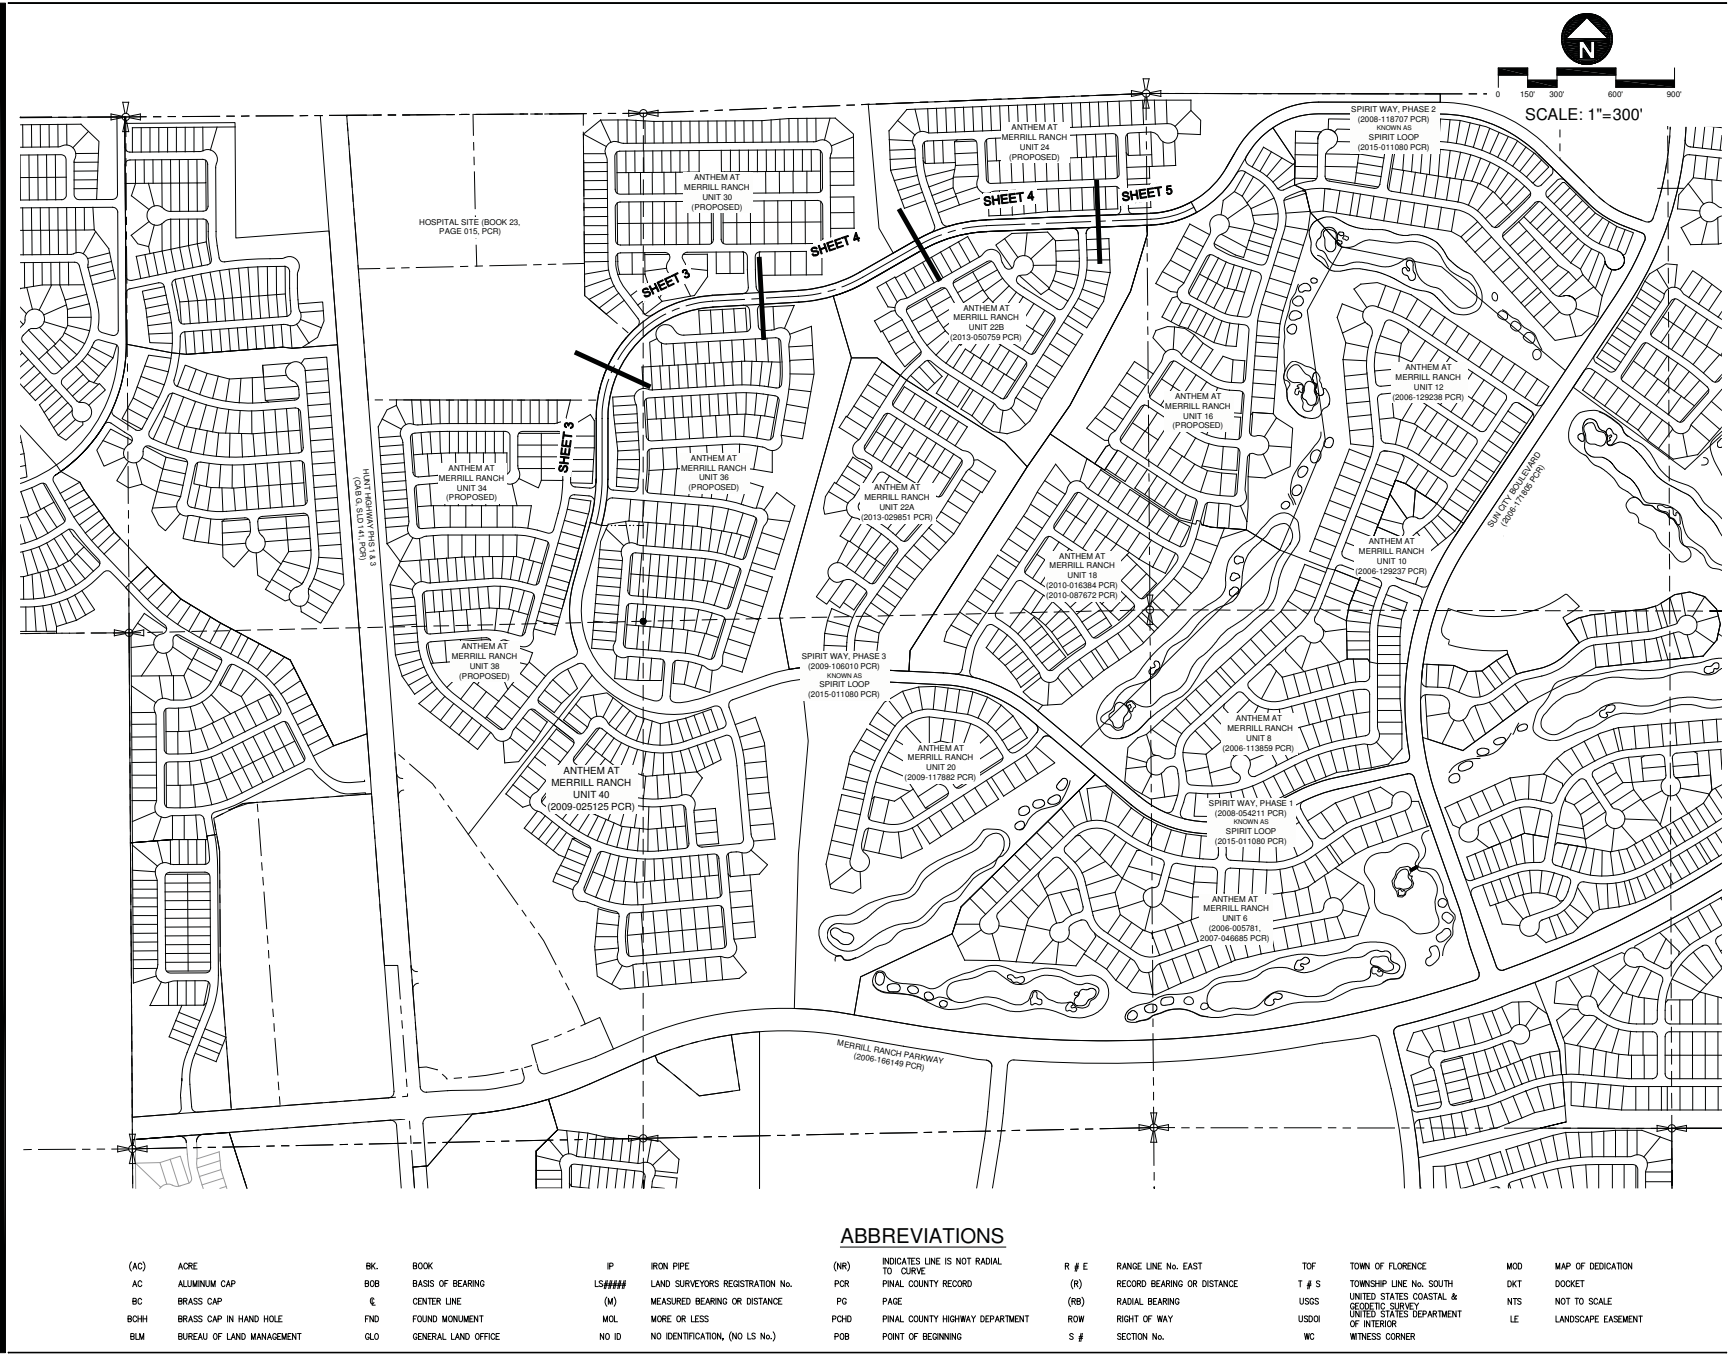 N
0 150' 300' 600' 900'
SCALE: 1"=300'
SPIRIT WAY, PHASE 2
(2008-118707 PCR)
KNOWN AS
SPIRIT LOOP
(2015-011080 PCR)
ANTHEM AT
MERRILL RANCH
UNIT 24
(PROPOSED)
ANTHEM AT
MERRILL RANCH
UNIT 30
(PROPOSED)
SHEET 4
SHEET 5
HOSPITAL SITE (BOOK 23,
PAGE 015, PCR)
SHEET 4
SHEET 3
ANTHEM AT
MERRILL RANCH
UNIT 22B
(2013-050759 PCR)
ANTHEM AT
MERRILL RANCH
UNIT 12
(2006-129238 PCR)
ANTHEM AT
MERRILL RANCH
UNIT 16
(PROPOSED)
SHEET 3
ANTHEM AT
MERRILL RANCH
UNIT 34
(PROPOSED)
ANTHEM AT
MERRILL RANCH
UNIT 36
(PROPOSED)
HUNT HIGHWAY PHS 1 & 3
(CAB G, SLD 141, PCR)
ANTHEM AT
MERRILL RANCH
UNIT 22A
(2013-029851 PCR)
SUN CITY BOULEVARD
(2006-171805 PCR)
ANTHEM AT
MERRILL RANCH
UNIT 10
(2006-129237 PCR)
ANTHEM AT
MERRILL RANCH
UNIT 18
(2010-016384 PCR)
(2010-087672 PCR)
ANTHEM AT
MERRILL RANCH
UNIT 38
(PROPOSED)
SPIRIT WAY, PHASE 3
(2009-106010 PCR)
KNOWN AS
SPIRIT LOOP
(2015-011080 PCR)
ANTHEM AT
MERRILL RANCH
UNIT 8
(2006-113859 PCR)
ANTHEM AT
MERRILL RANCH
UNIT 20
(2009-117882 PCR)
ANTHEM AT
MERRILL RANCH
UNIT 40
(2009-025125 PCR)
SPIRIT WAY, PHASE 1
(2008-054211 PCR)
KNOWN AS
SPIRIT LOOP
(2015-011080 PCR)
ANTHEM AT
MERRILL RANCH
UNIT 6
(2006-005781,
2007-046685 PCR)
MERRILL RANCH PARKWAY
(2006-166149 PCR)
ABBREVIATIONS
(AC) ACRE
AC ALUMINUM CAP
BC BRASS CAP
BCHH BRASS CAP IN HAND HOLE
BLM BUREAU OF LAND MANAGEMENT
BK. BOOK
BOB BASIS OF BEARING
℄ CENTER LINE
FND FOUND MONUMENT
GLO GENERAL LAND OFFICE
IP IRON PIPE
LS##### LAND SURVEYORS REGISTRATION No.
(M) MEASURED BEARING OR DISTANCE
MOL MORE OR LESS
NO ID NO IDENTIFICATION, (NO LS No.)
(NR) INDICATES LINE IS NOT RADIAL
TO CURVE
PCR PINAL COUNTY RECORD
PG PAGE
PCHD PINAL COUNTY HIGHWAY DEPARTMENT
POB POINT OF BEGINNING
R # E RANGE LINE No. EAST
(R) RECORD BEARING OR DISTANCE
(RB) RADIAL BEARING
ROW RIGHT OF WAY
S # SECTION No.
TOF TOWN OF FLORENCE
T # S TOWNSHIP LINE No. SOUTH
USGS UNITED STATES COASTAL &
GEODETIC SURVEY
USDOI UNITED STATES DEPARTMENT
OF INTERIOR
WC WITNESS CORNER
MOD MAP OF DEDICATION
DKT DOCKET
NTS NOT TO SCALE
LE LANDSCAPE EASEMENT